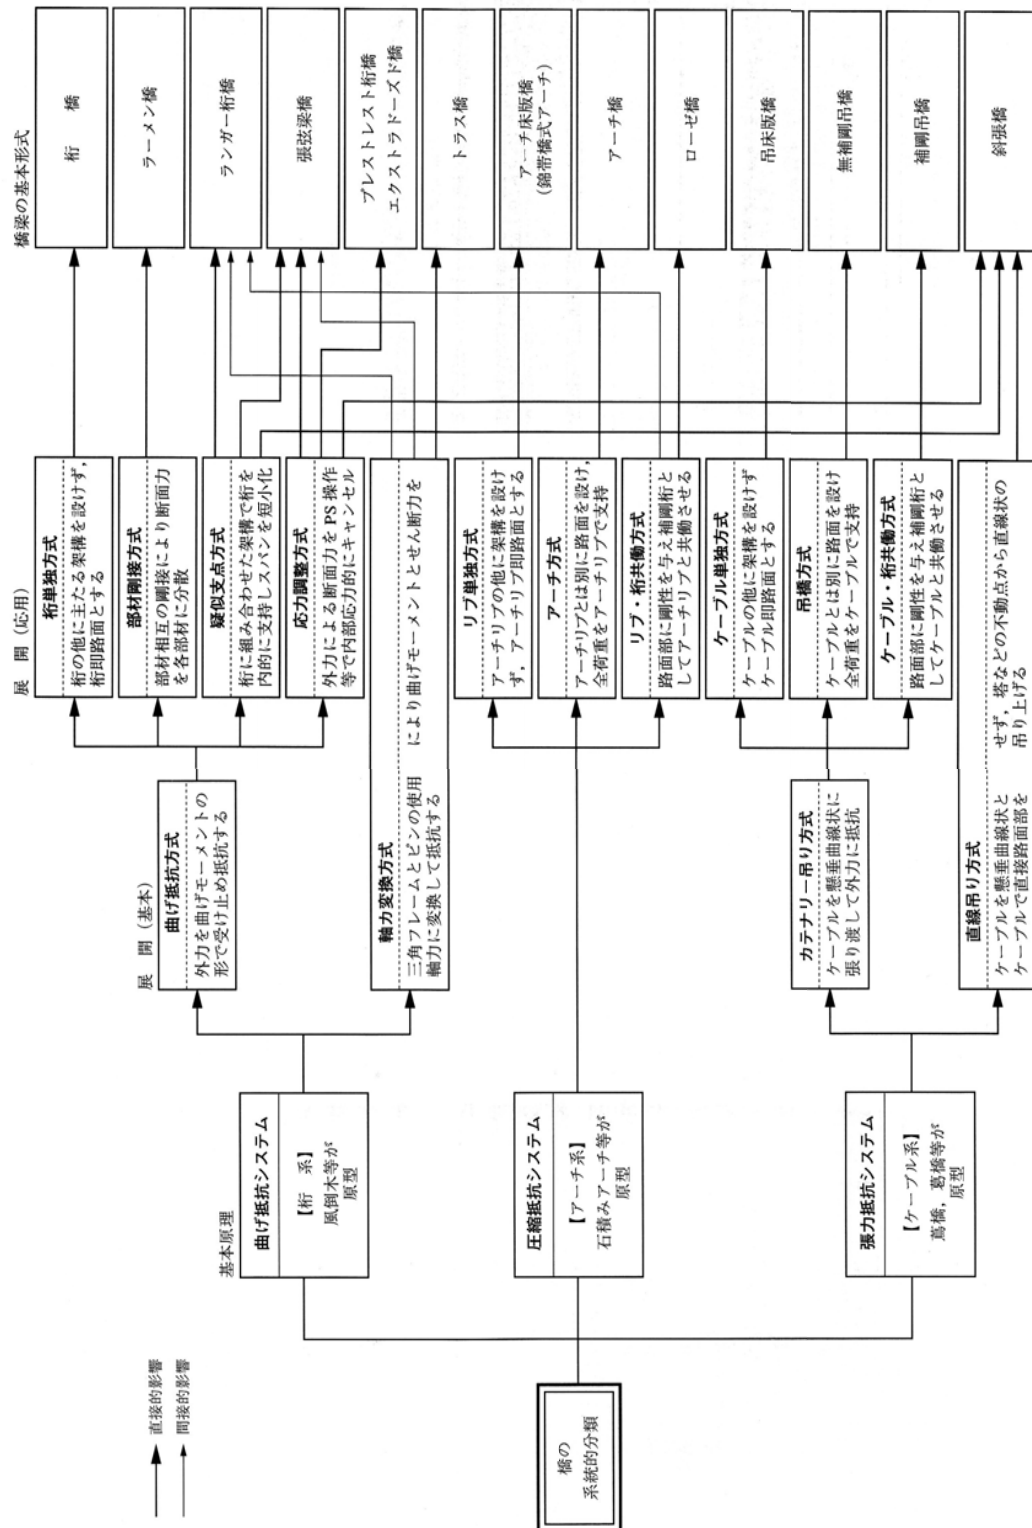 橋梁の基本形式
桁　橋
ラーメン橋
ランガー桁橋
張弦梁橋
プレストレスト桁橋
エクストラドーズド橋
トラス橋
アーチ床版橋
(錦帯橋式アーチ)
アーチ橋
ローゼ橋
吊床版橋
無補剛吊橋
補剛吊橋
斜張橋
展　開（応用）
桁単独方式
桁の他に主たる架構を設けず，
桁即路面とする
部材剛接方式
部材相互の剛接により断面力
を各部材に分散
疑似支点方式
桁に組み合わせた架構で桁を
内的に支持しスパンを短小化
応力調整方式
外力による断面力を PS 操作
等で内部応力的にキャンセル
リブ単独方式
アーチリブの他に架構を設け
ず，アーチリブ即路面とする
アーチ方式
アーチリブとは別に路面を設け，
全荷重をアーチリブで支持
リブ・桁共働方式
路面部に剛性を与え補剛桁と
してアーチリブと共働させる
ケーブル単独方式
ケーブルの他に架構を設けず
ケーブル即路面とする
吊橋方式
ケーブルとは別に路面を設け
全荷重をケーブルで支持
ケーブル・桁共働方式
路面部に剛性を与え補剛桁と
してケーブルと共働させる
展　開（基本）
曲げ抵抗方式
外力を曲げモーメントの
形で受け止め抵抗する
軸力変換方式
三角フレームとピンの使用　により曲げモーメントとせん断力を
軸力に変換して抵抗する
カテナリー吊り方式
ケーブルを懸垂曲線状に
張り渡して外力に抵抗
直線吊り方式
ケーブルを懸垂曲線状と　せず，塔などの不動点から直線状の
ケーブルで直接路面部を　吊り上げる
基本原理
曲げ抵抗システム
【桁　系】
風倒木等が
原型
圧縮抵抗システム
【アーチ系】
石積みアーチ等が
原型
張力抵抗システム
【ケーブル系】
蔦橋，葛橋等が
原型
直接的影響
間接的影響
橋の
系統的分類